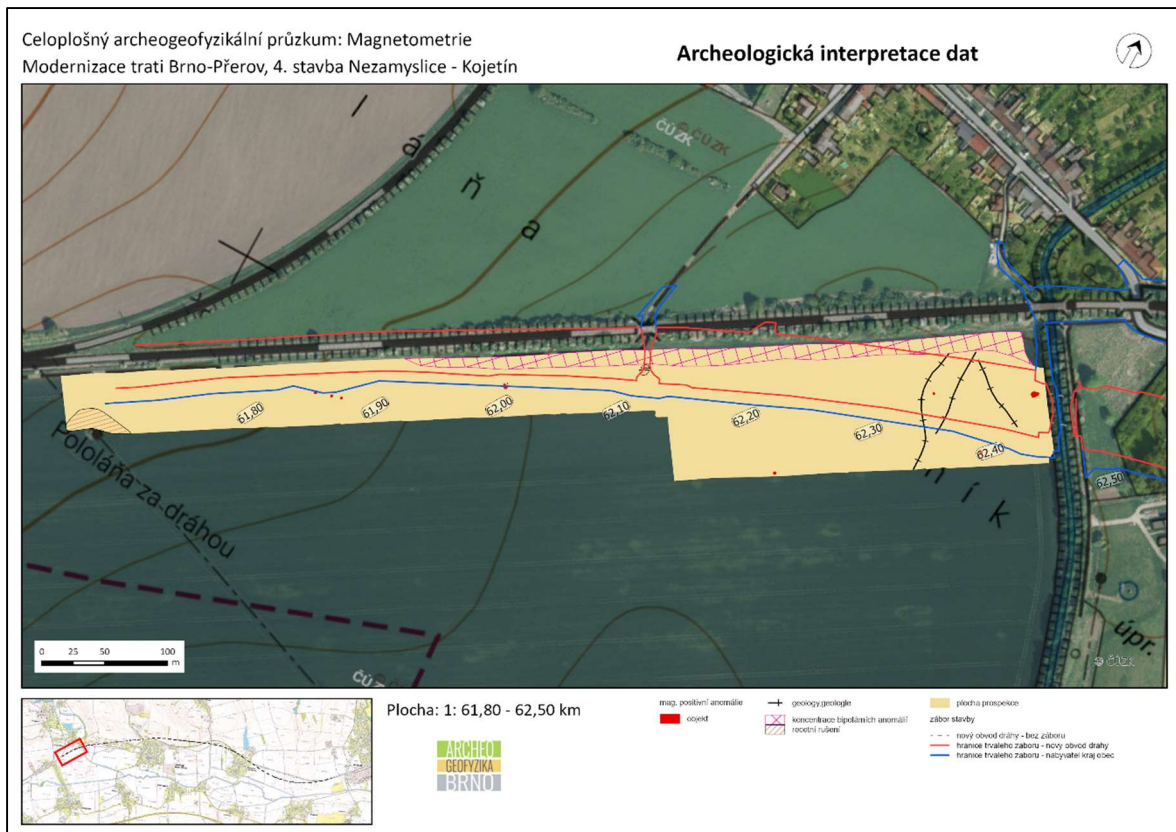 Celoplošný archeogeofyzikální průzkum: Magnetometrie
Modernizace trati Brno-Přerov, 4. stavba Nezamyslice - Kojetín
Archeologická interpretace dat
ČÚZK
ČÚZK
á
ň
a
61,80
61,90
62,00
62,10
62,20
62,30
62,40
62,50
Pololáňa za dráhou
n í k
úpr.
0 25 50 100
m
ČÚZK
© ČÚZK
Plocha: 1: 61,80 - 62,50 km
ARCHEO
GEOFYZIKA
BRNO
mag. positivní anomálie
objekt
geology,geologie
koncentrace bipolárních anomálií
recetní rušení
plocha prospekce
zábor stavby
nový obvod dráhy - bez záboru
hranice trvalého záboru - nový obvod dráhy
hranice trvalého záboru - nabyvatel kraj obec